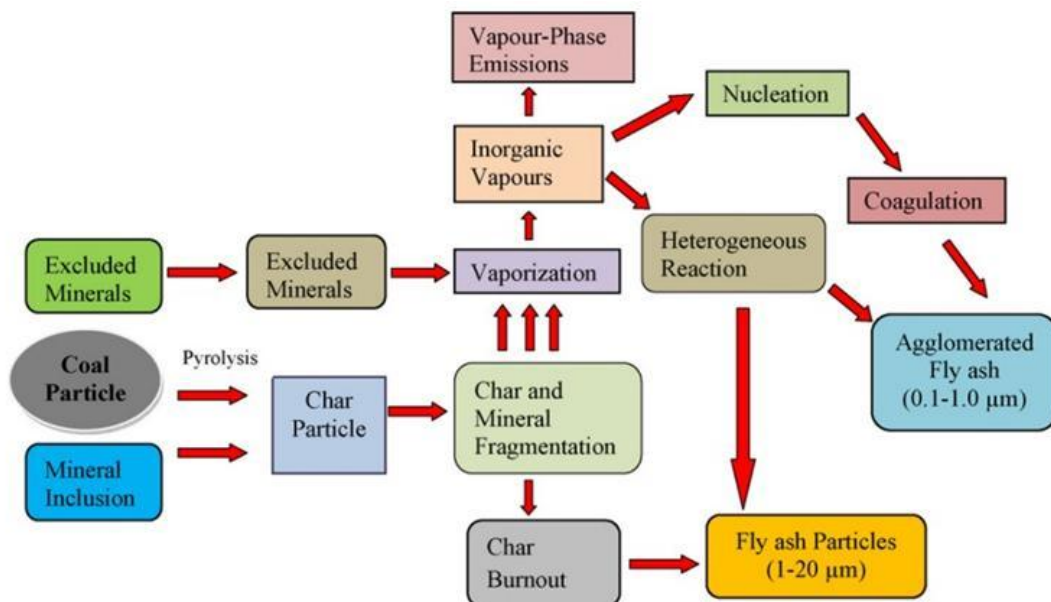 Vapour-Phase
Emissions
Nucleation
Inorganic
Vapours
Coagulation
Excluded
Minerals
Excluded
Minerals
Vaporization
Heterogeneous
Reaction
Coal
Particle
Pyrolysis
Char
Particle
Char and
Mineral
Fragmentation
Agglomerated
Fly ash
(0.1-1.0 µm)
Mineral
Inclusion
Char
Burnout
Fly ash Particles
(1-20 µm)